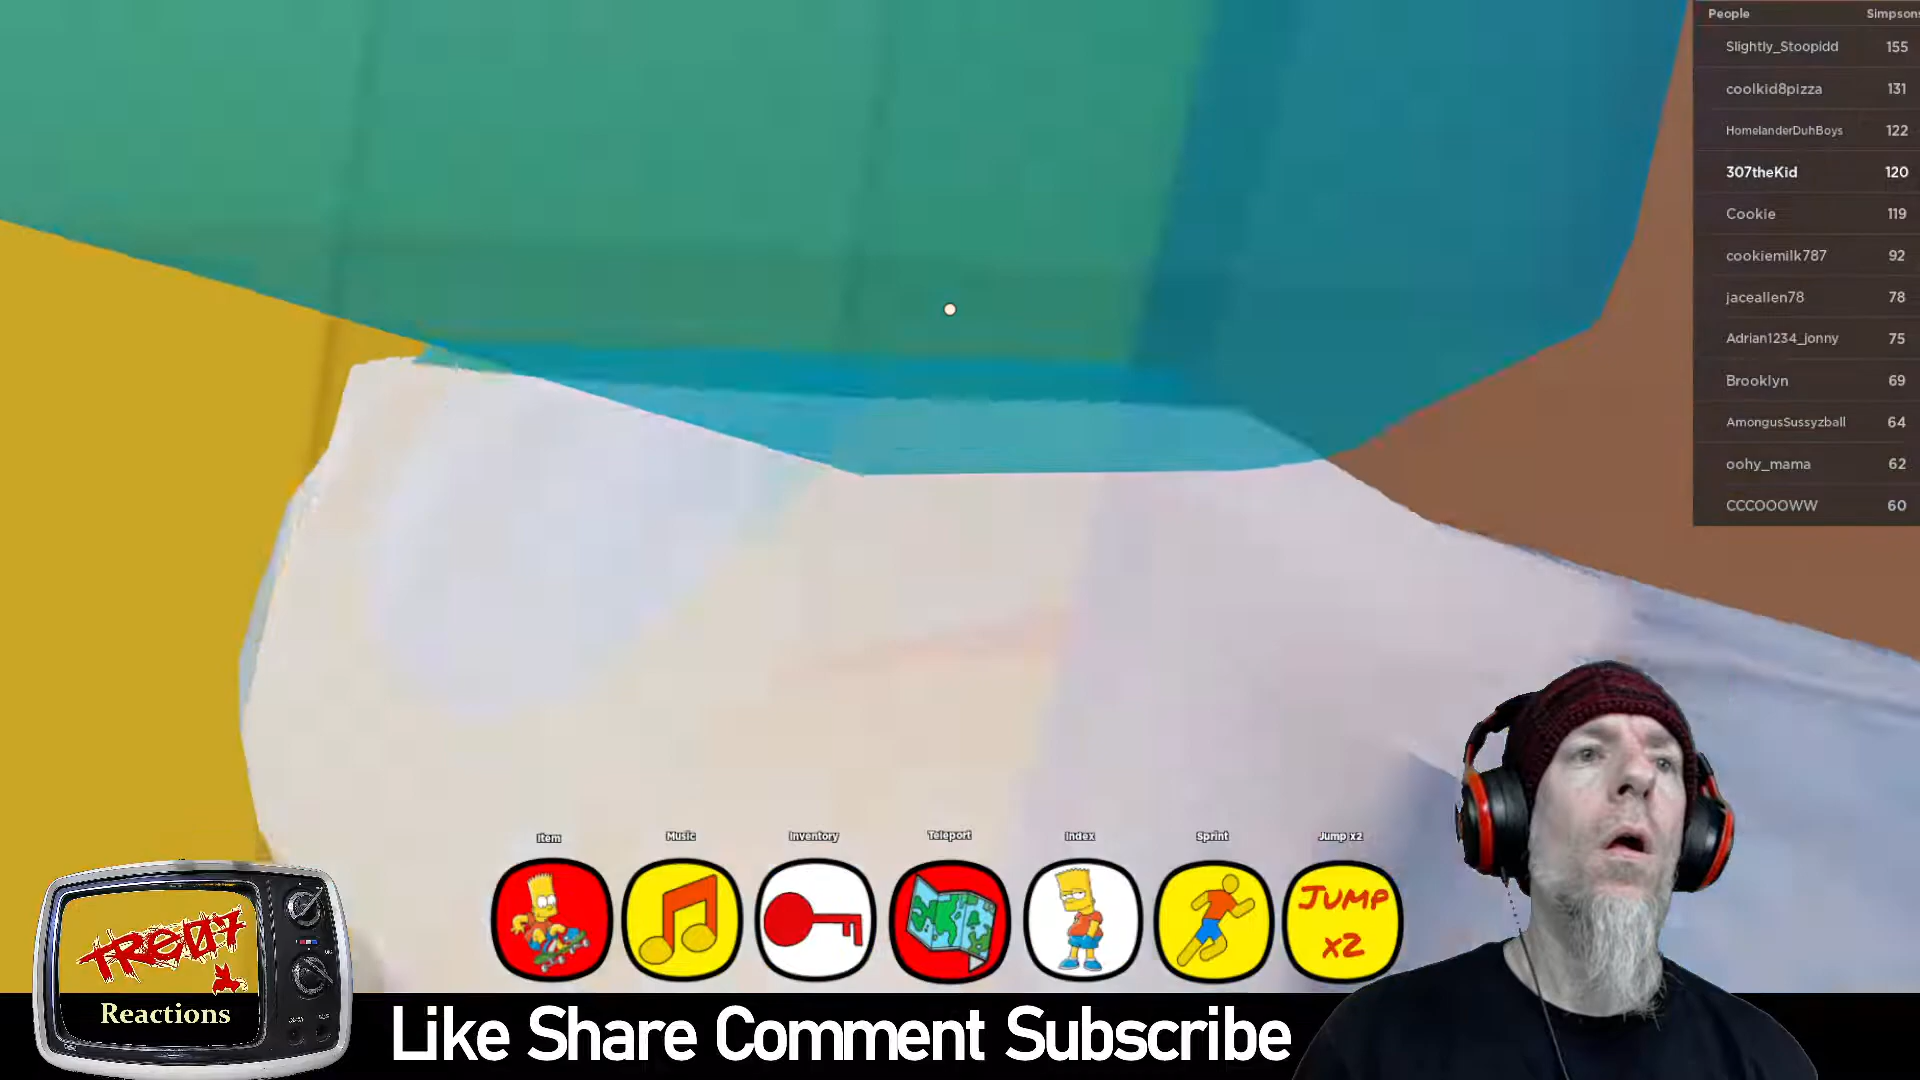 People Simpsons
Slightly_Stoopidd 155
coolkid8pizza 131
HomelanderDuhBoys 122
307theKid 120
Cookie 119
cookiemilk787 92
jaceallen78 78
Adrian1234_jonny 75
Brooklyn 69
AmongusSussyzball 64
oohy_mama 62
CCCOOOWW 60
Item Music Inventory Teleport Index Sprint Jump x2
JUMP
x2
TRE07
Reactions
Like Share Comment Subscribe